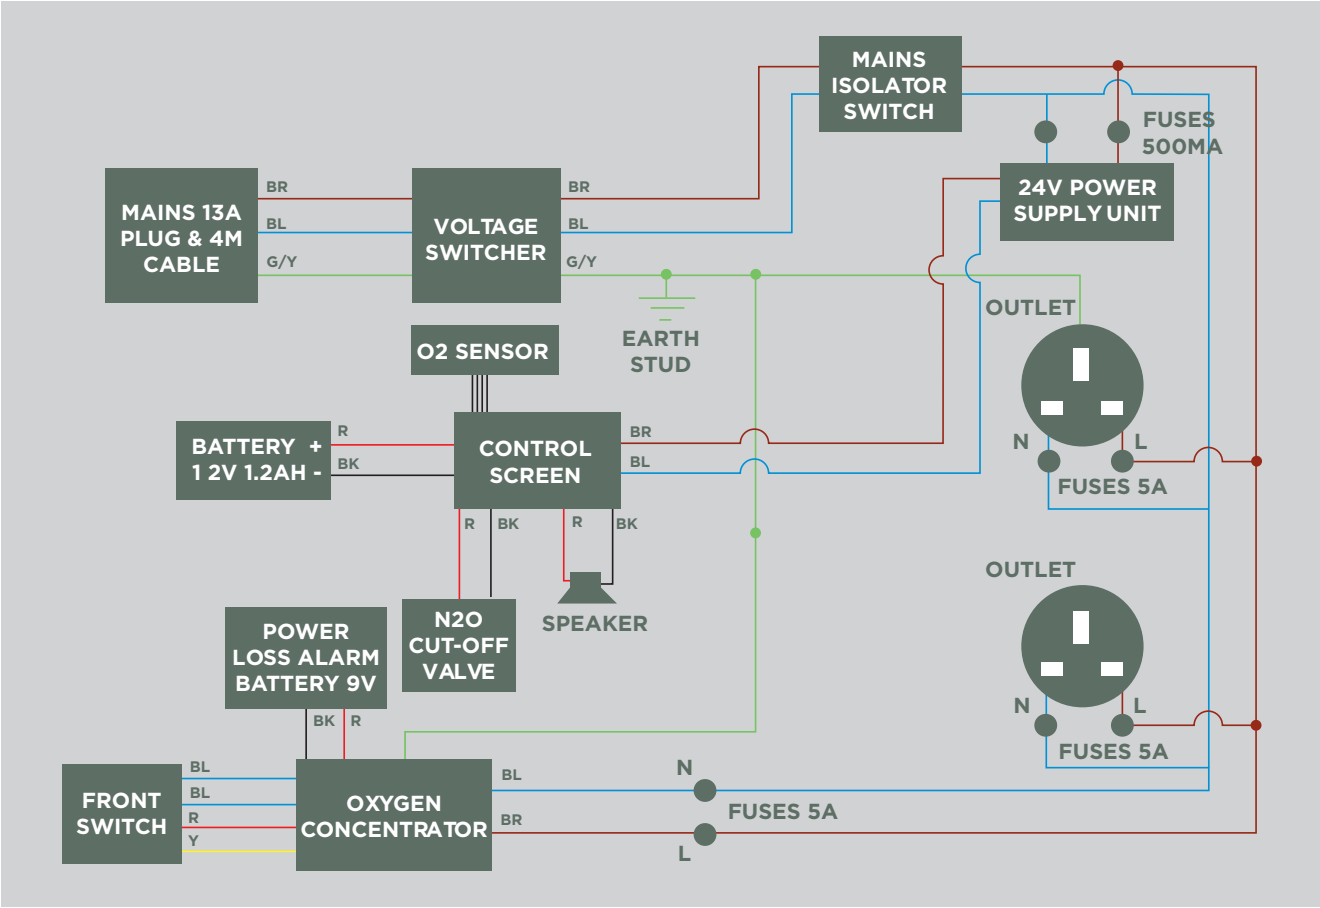 MAINS
ISOLATOR
SWITCH
FUSES
500MA
MAINS 13A
PLUG & 4M
CABLE
BR
BL
G/Y
VOLTAGE
SWITCHER
BR
BL
G/Y
24V POWER
SUPPLY UNIT
EARTH
STUD
OUTLET
N
L
FUSES 5A
O2 SENSOR
BATTERY +
1 2V 1.2AH -
R
BK
CONTROL
SCREEN
BR
BL
R
BK
R
BK
N2O
CUT-OFF
VALVE
SPEAKER
OUTLET
N
L
FUSES 5A
POWER
LOSS ALARM
BATTERY 9V
BK
R
FRONT
SWITCH
BL
BL
R
Y
OXYGEN
CONCENTRATOR
BL
BR
N
FUSES 5A
L